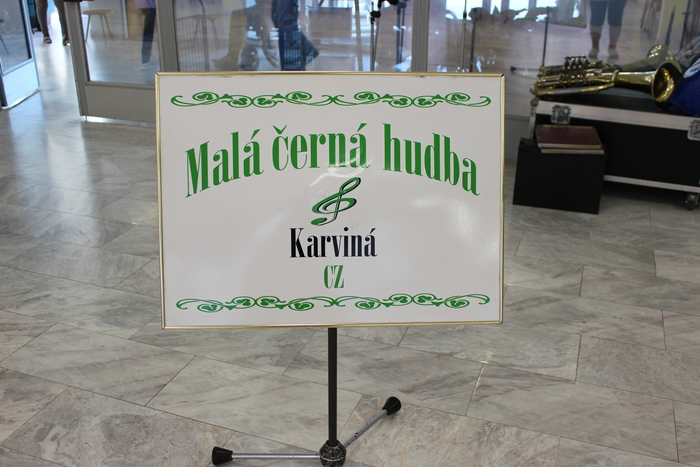 Malá černá hudba
Karviná
CZ